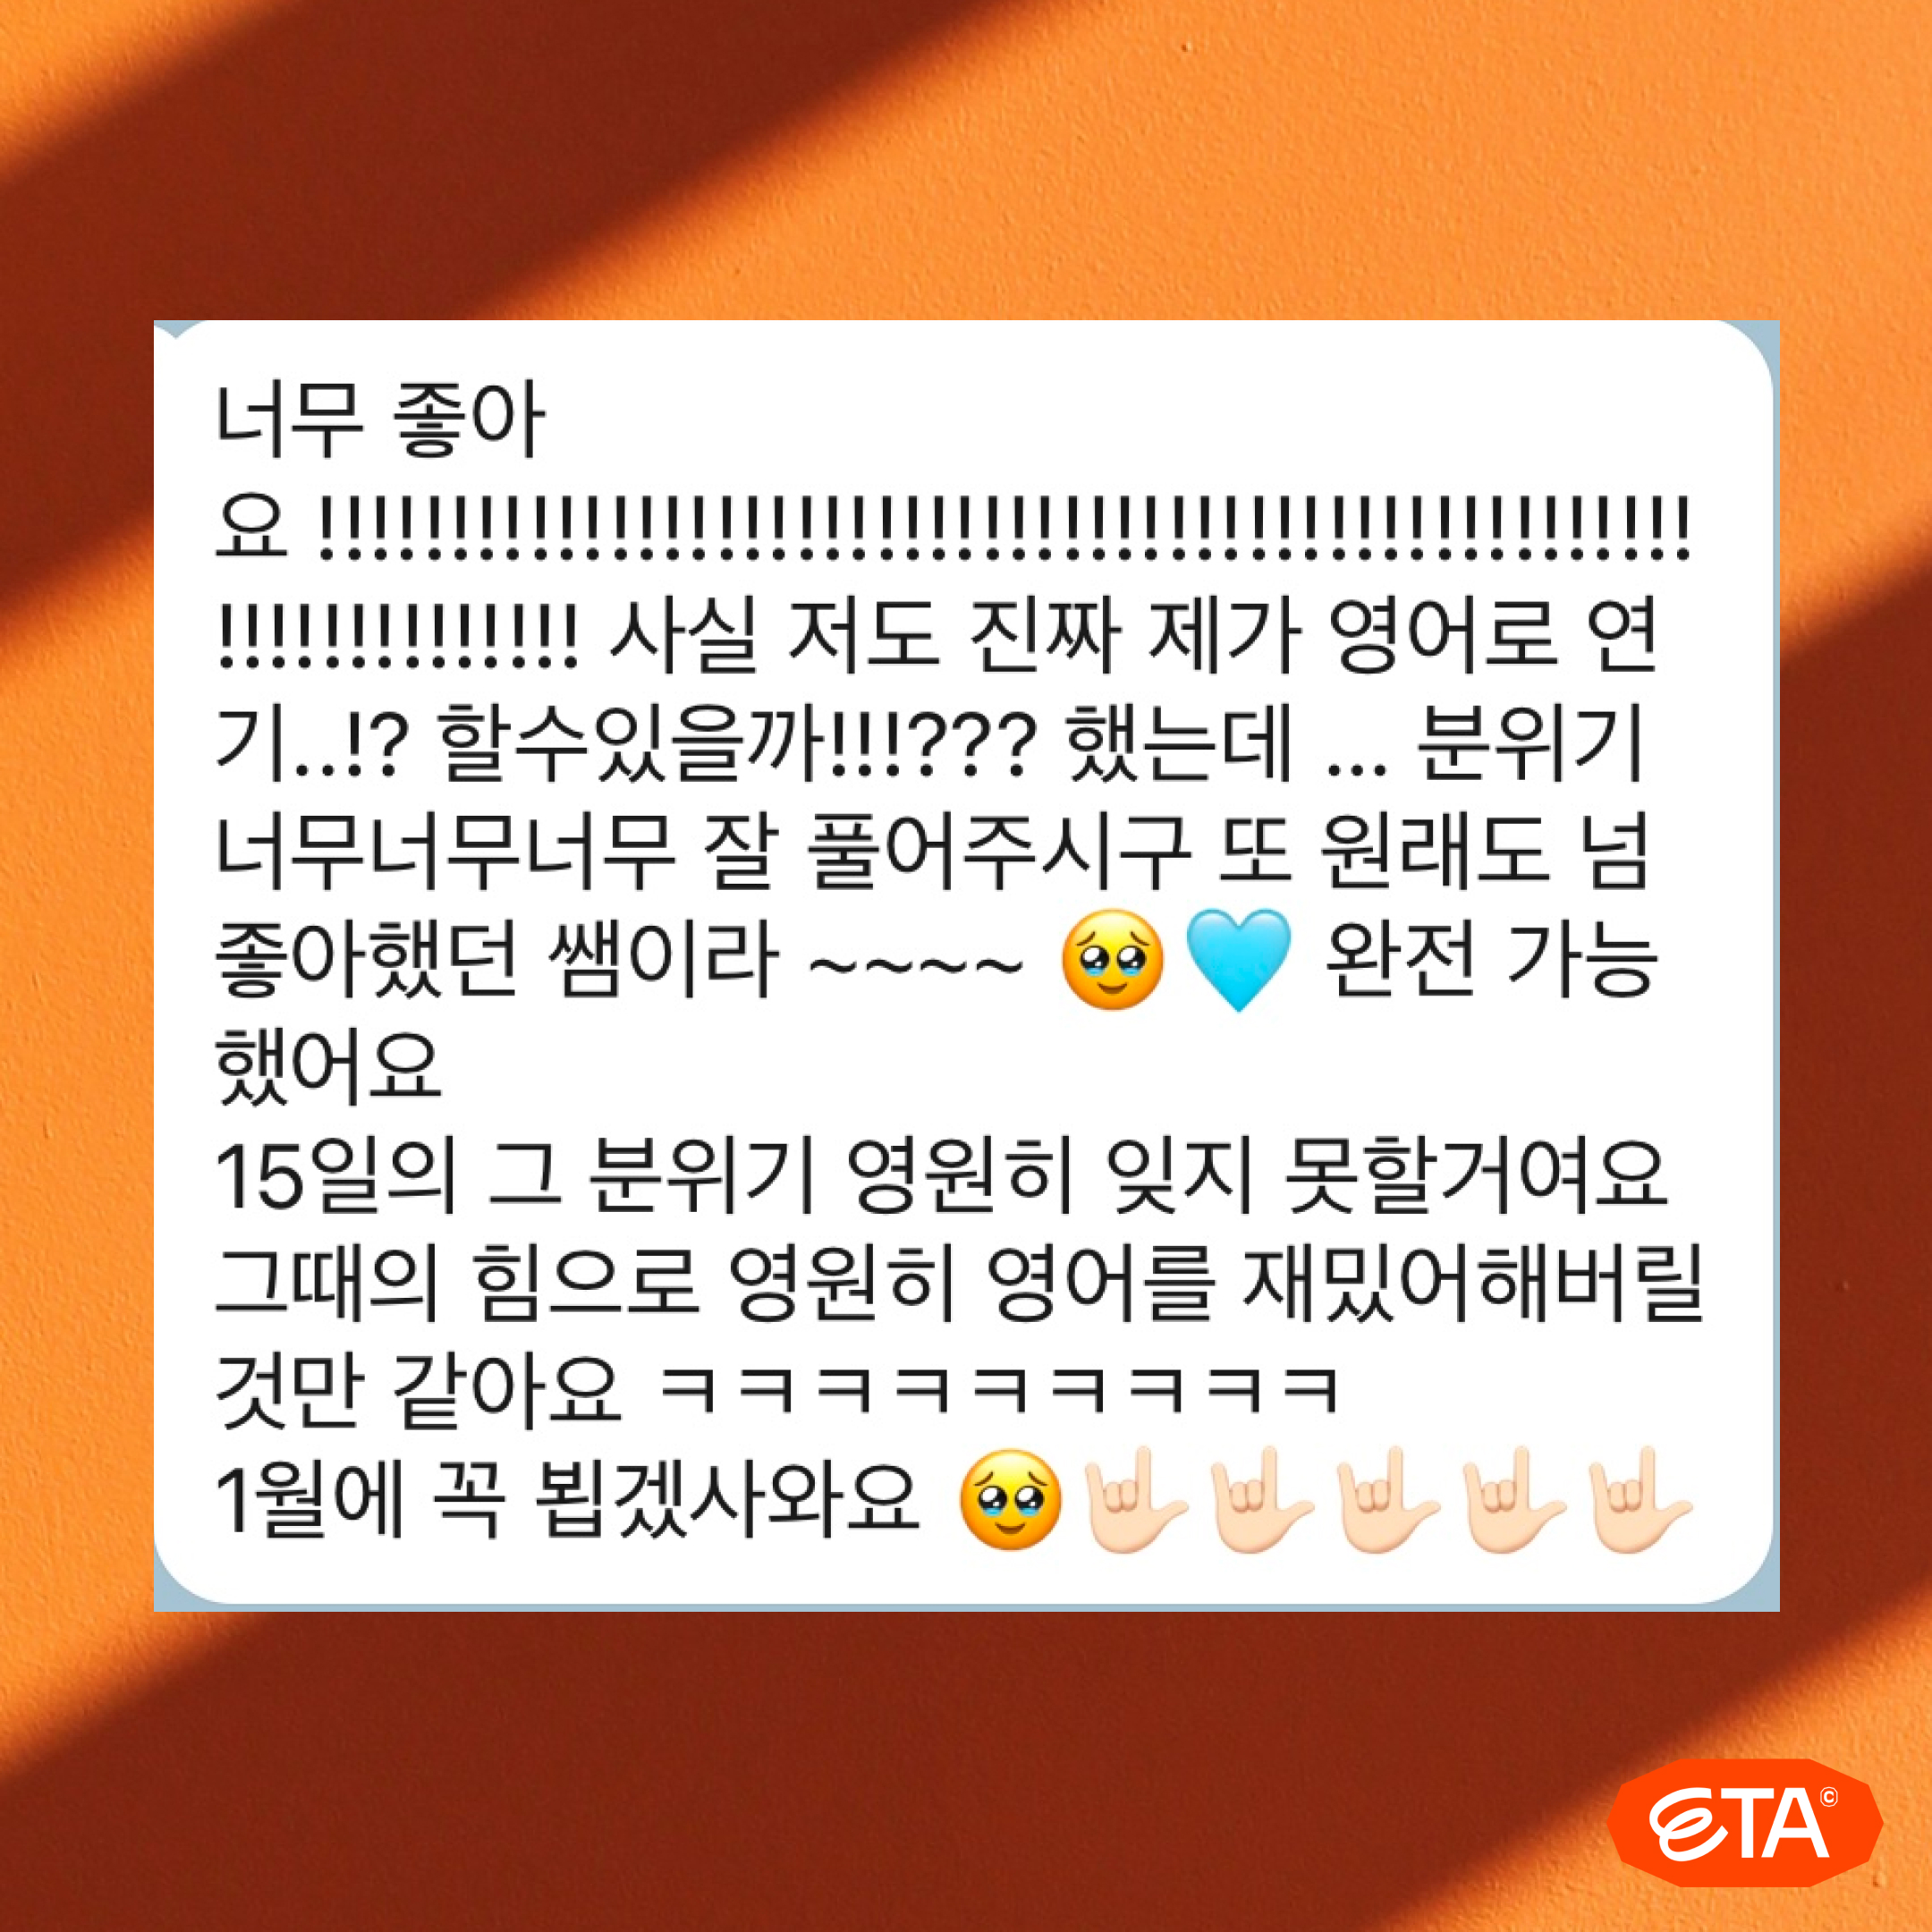 너무 좋아
요 !!!!!!!!!!!!!!!!!!!!!!!!!!!!!!!!!!!!!!!!!!!!!!!!!!!!
!!!!!!!!!!!!!! 사실 저도 진짜 제가 영어로 연
기..!? 할수있을까!!!??? 했는데 ... 분위기
너무너무너무 잘 풀어주시구 또 원래도 넘
좋아했던 쌤이라 ~~~~ 🥹🩵 완전 가능
했어요
15일의 그 분위기 영원히 잊지 못할거여요
그때의 힘으로 영원히 영어를 재밌어해버릴
것만 같아요 ㅋㅋㅋㅋㅋㅋㅋㅋㅋ
1월에 꼭 뵙겠사와요 🥹🤟🏻🤟🏻🤟🏻🤟🏻🤟🏻
ETA©